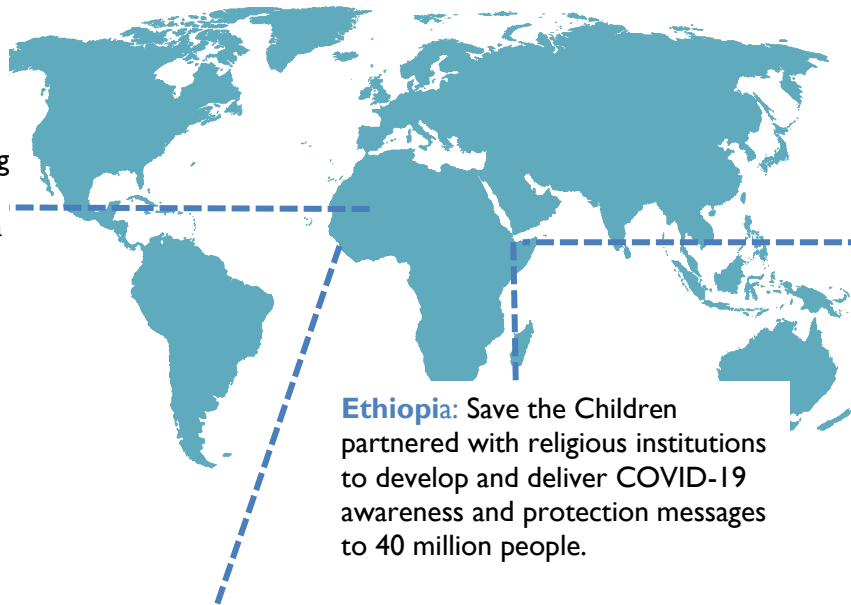 g
Ethiopia: Save the Children
partnered with religious institutions
to develop and deliver COVID-19
awareness and protection messages
to 40 million people.